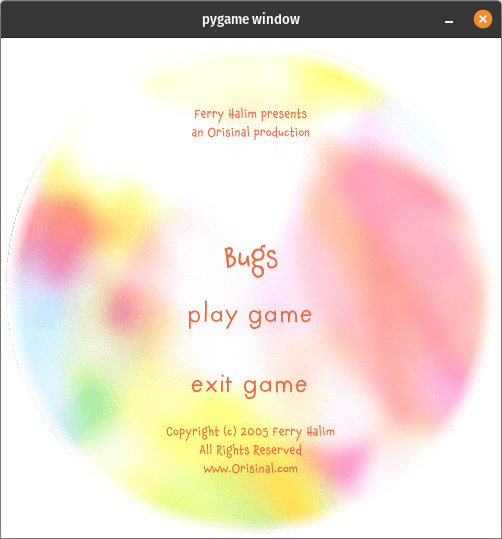 pygame window
Ferry Halim presents
an Orisinal production
Bugs
play game
exit game
Copyright (c) 2005 Ferry Halim
All Rights Reserved
www.Orisinal.com